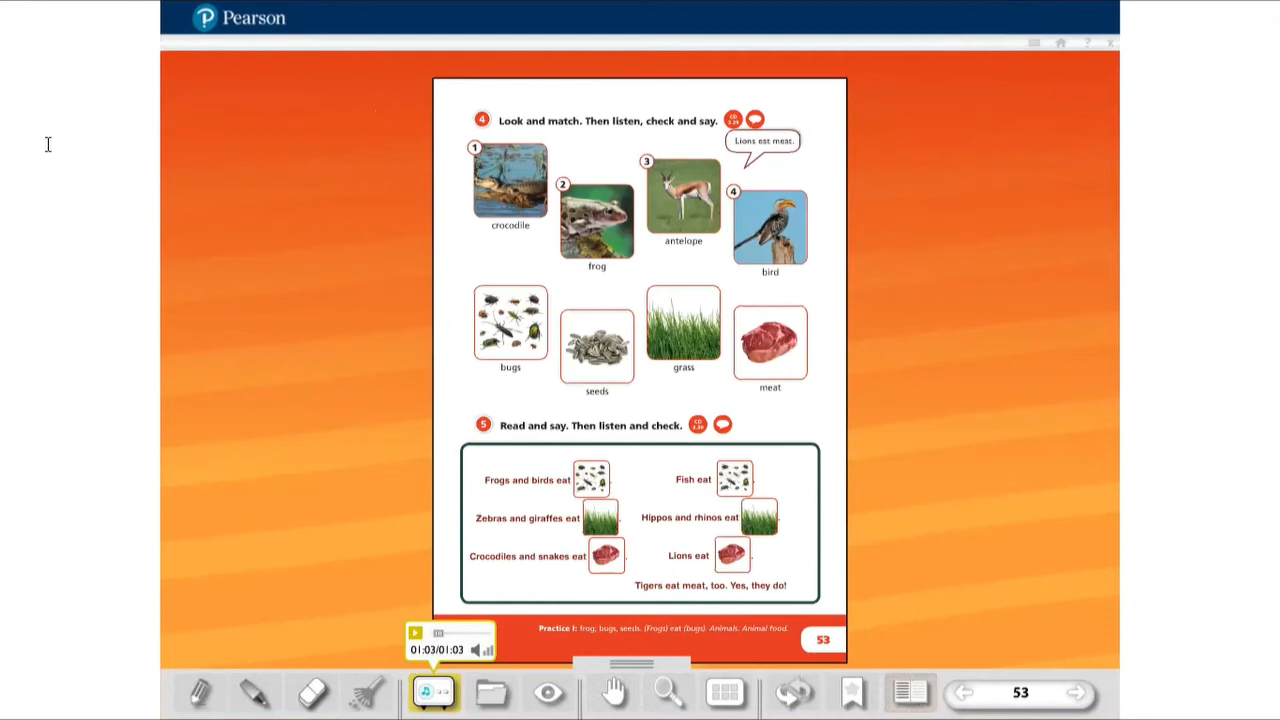 Pearson
4 Look and match. Then listen, check and say.
Lions eat meat.
1
crocodile
2
frog
3
antelope
4
bird
bugs
seeds
grass
meat
5 Read and say. Then listen and check.
Frogs and birds eat .
Fish eat .
Zebras and giraffes eat .
Hippos and rhinos eat .
Crocodiles and snakes eat .
Lions eat .
Tigers eat meat, too. Yes, they do!
Practice I: frog; bugs, seeds. (Frogs) eat (bugs). Animals. Animal food.
53
01:03/01:03
53